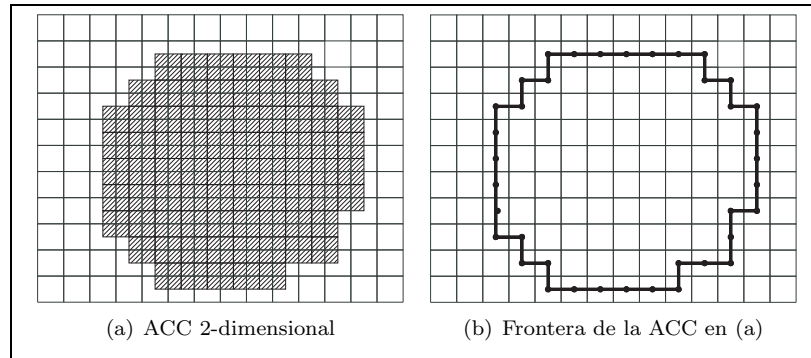 (a) ACC 2-dimensional
(b) Frontera de la ACC en (a)